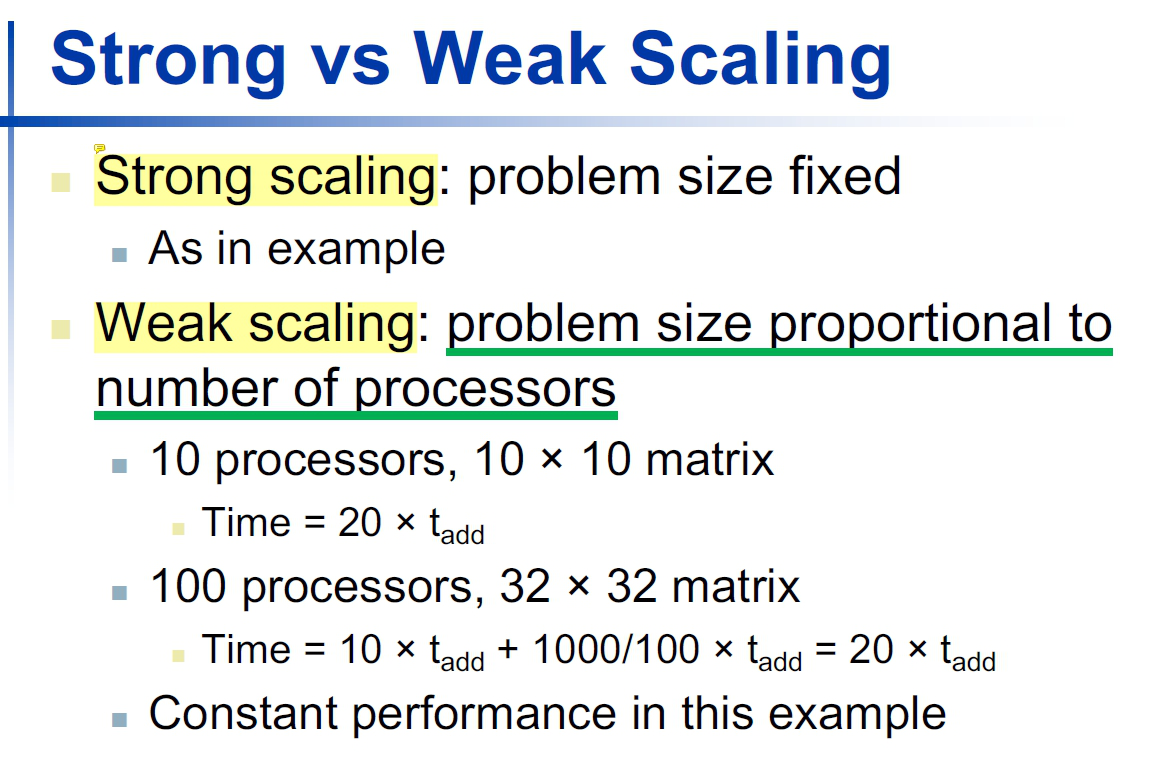 Strong vs Weak Scaling
Strong scaling: problem size fixed
As in example
Weak scaling: problem size proportional to
number of processors
10 processors, 10 × 10 matrix
Time = 20 × tadd
100 processors, 32 × 32 matrix
Time = 10 × tadd + 1000/100 × tadd = 20 × tadd
Constant performance in this example